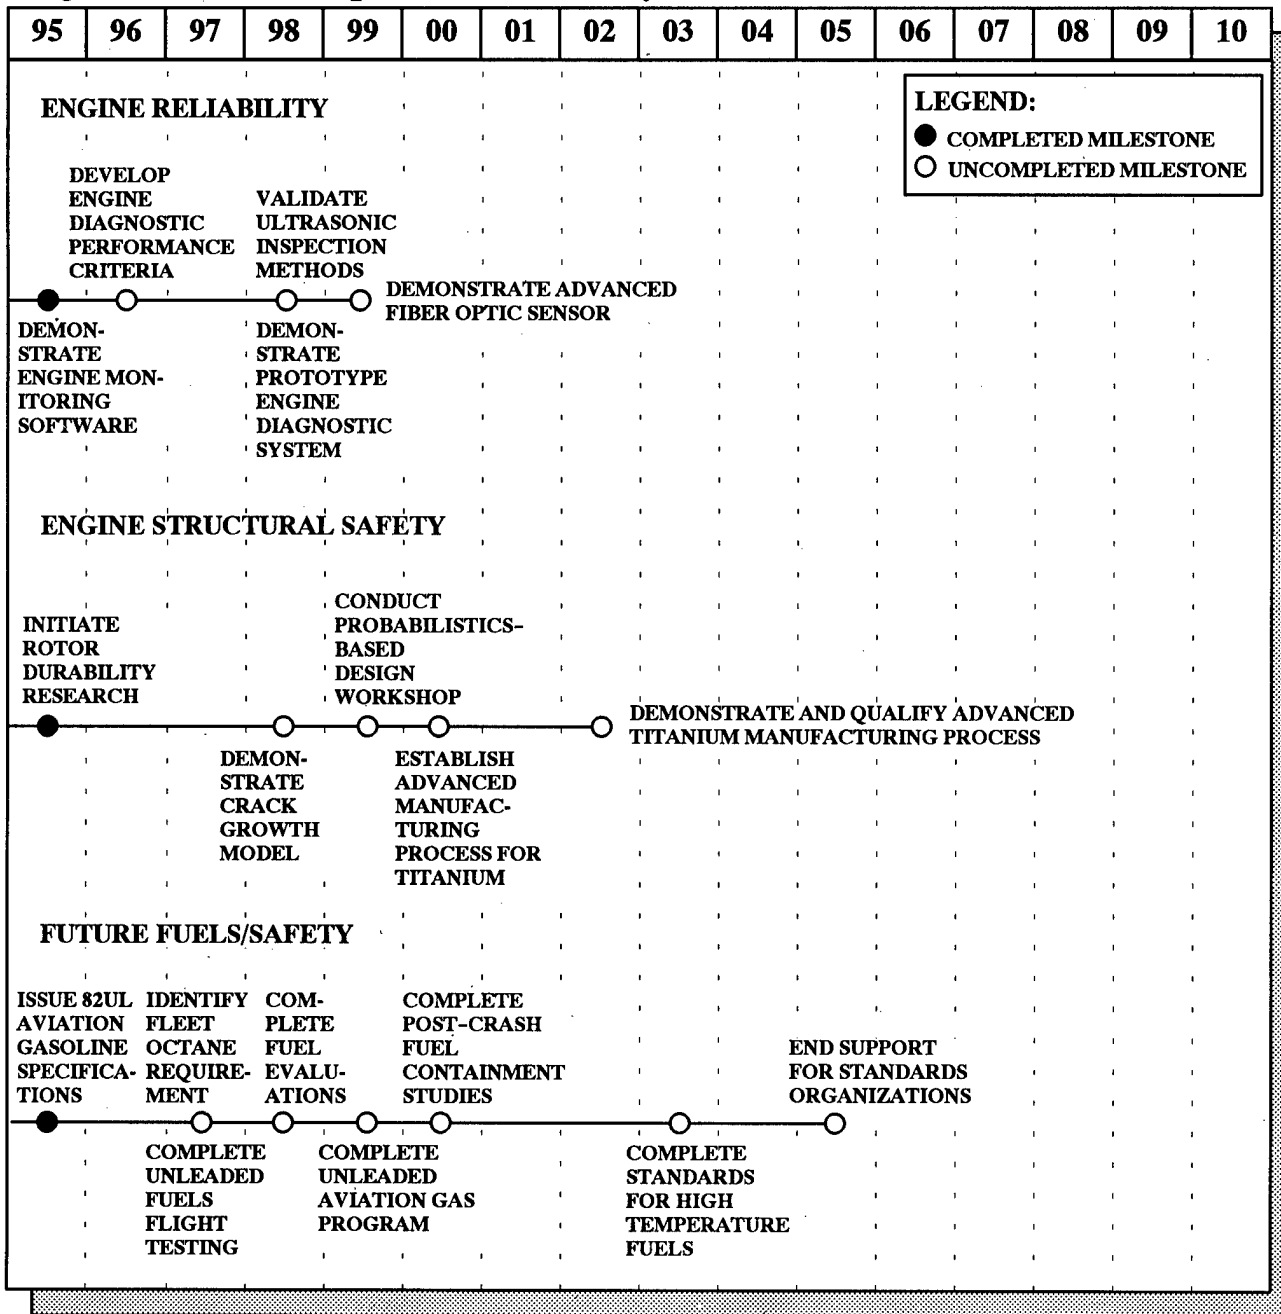 95 96 97 98 99 00 01 02 03 04 05 06 07 08 09 10
LEGEND:
COMPLETED MILESTONE
UNCOMPLETED MILESTONE
ENGINE RELIABILITY
DEVELOP
ENGINE
DIAGNOSTIC
PERFORMANCE
CRITERIA
VALIDATE
ULTRASONIC
INSPECTION
METHODS
DEMONSTRATE ADVANCED
FIBER OPTIC SENSOR
DEMON-
STRATE
ENGINE MON-
ITORING
SOFTWARE
DEMON-
STRATE
PROTOTYPE
ENGINE
DIAGNOSTIC
SYSTEM
ENGINE STRUCTURAL SAFETY
INITIATE
ROTOR
DURABILITY
RESEARCH
CONDUCT
PROBABILISTICS-
BASED
DESIGN
WORKSHOP
DEMONSTRATE AND QUALIFY ADVANCED
TITANIUM MANUFACTURING PROCESS
DEMON-
STRATE
CRACK
GROWTH
MODEL
ESTABLISH
ADVANCED
MANUFAC-
TURING
PROCESS FOR
TITANIUM
FUTURE FUELS/SAFETY
ISSUE 82UL
AVIATION
GASOLINE
SPECIFICA-
TIONS
IDENTIFY
FLEET
OCTANE
REQUIRE-
MENT
COM-
PLETE
FUEL
EVALU-
ATIONS
COMPLETE
POST-CRASH
FUEL
CONTAINMENT
STUDIES
END SUPPORT
FOR STANDARDS
ORGANIZATIONS
COMPLETE
UNLEADED
FUELS
FLIGHT
TESTING
COMPLETE
UNLEADED
AVIATION GAS
PROGRAM
COMPLETE
STANDARDS
FOR HIGH
TEMPERATURE
FUELS